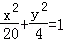 x²/20 + y²/4 = 1